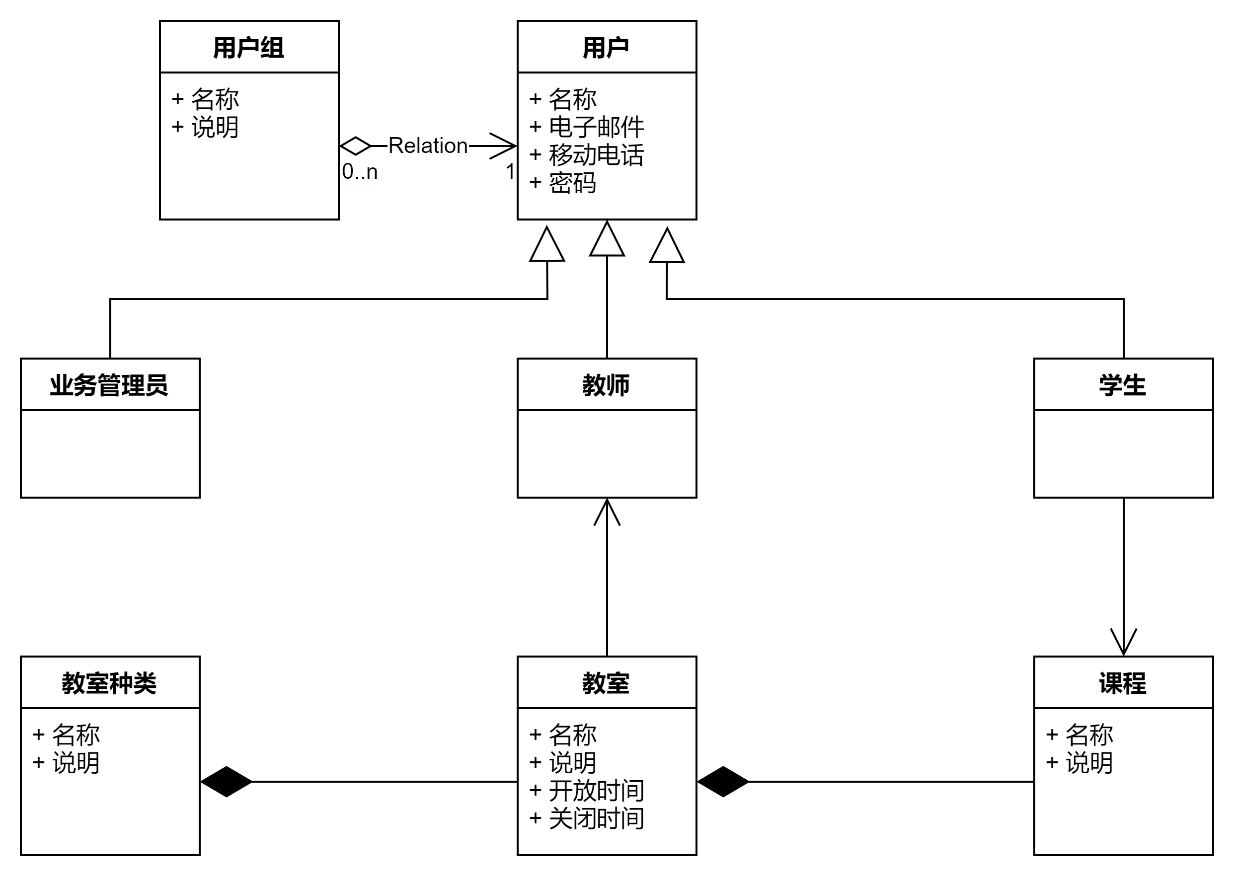 用户组
+ 名称
+ 说明
用户
+ 名称
+ 电子邮件
+ 移动电话
+ 密码
Relation
0..n
1
业务管理员
教师
学生
教室种类
+ 名称
+ 说明
教室
+ 名称
+ 说明
+ 开放时间
+ 关闭时间
课程
+ 名称
+ 说明